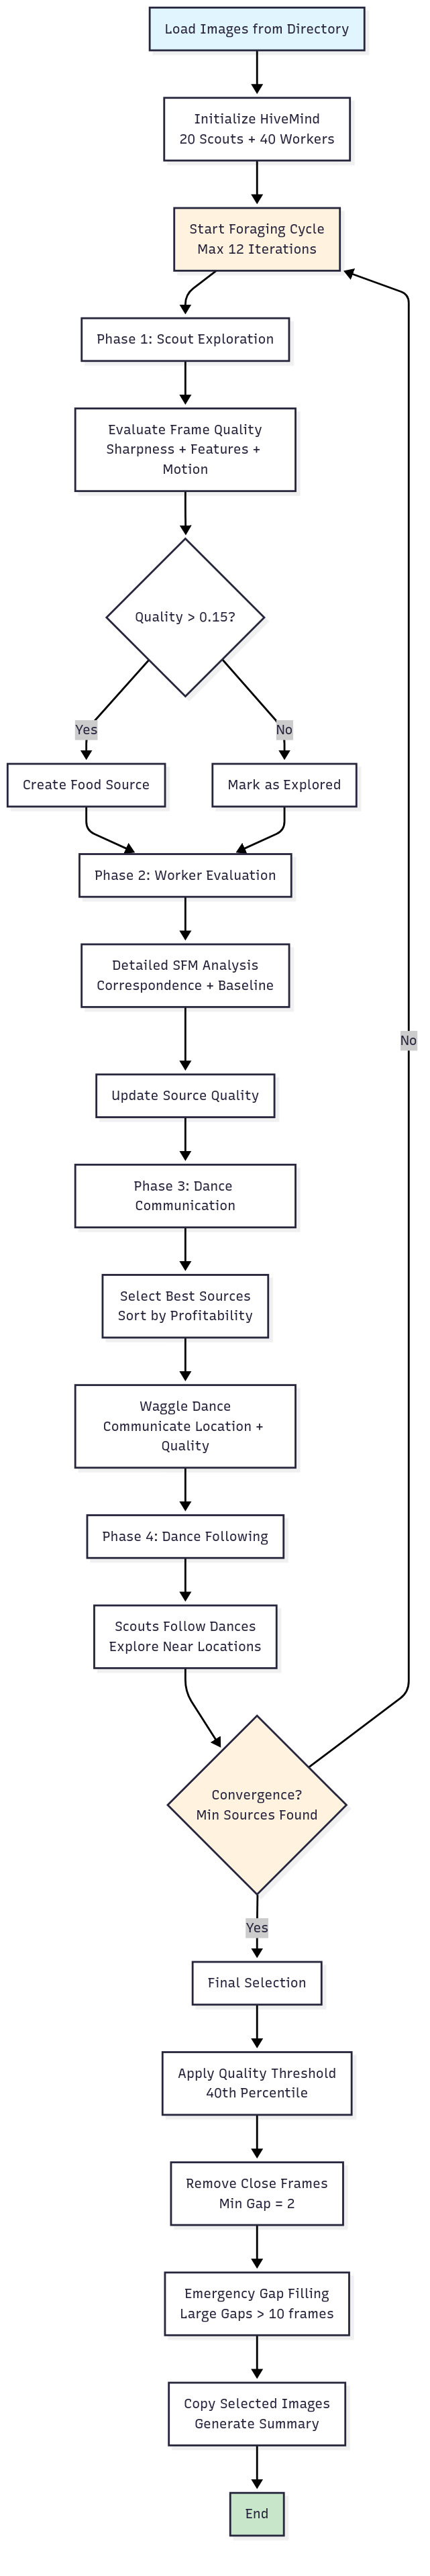 Load Images from Directory
Initialize HiveMind
20 Scouts + 40 Workers
Start Foraging Cycle
Max 12 Iterations
Phase 1: Scout Exploration
Evaluate Frame Quality
Sharpness + Features +
Motion
Quality > 0.15?
Yes
No
Create Food Source
Mark as Explored
Phase 2: Worker Evaluation
Detailed SFM Analysis
Correspondence + Baseline
No
Update Source Quality
Phase 3: Dance
Communication
Select Best Sources
Sort by Profitability
Waggle Dance
Communicate Location +
Quality
Phase 4: Dance Following
Scouts Follow Dances
Explore Near Locations
Convergence?
Min Sources Found
Yes
Final Selection
Apply Quality Threshold
40th Percentile
Remove Close Frames
Min Gap = 2
Emergency Gap Filling
Large Gaps > 10 frames
Copy Selected Images
Generate Summary
End